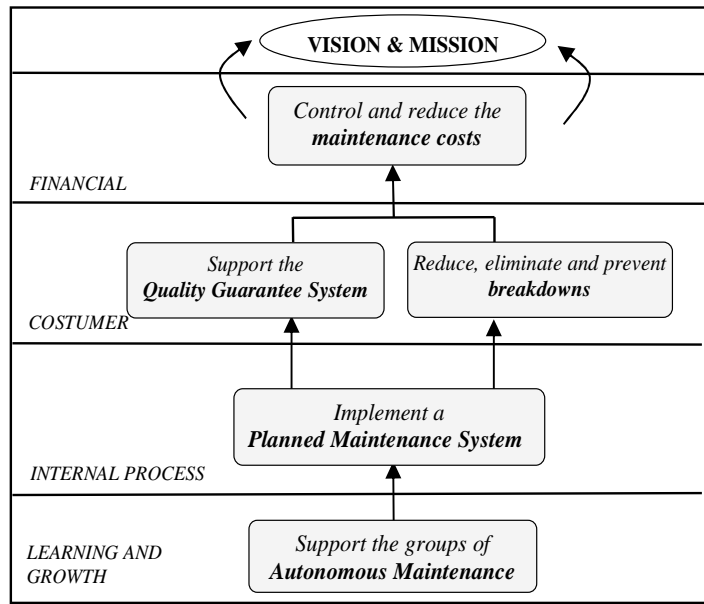 VISION & MISSION
Control and reduce the
maintenance costs
FINANCIAL
Support the
Quality Guarantee System
Reduce, eliminate and prevent
breakdowns
COSTUMER
Implement a
Planned Maintenance System
INTERNAL PROCESS
Support the groups of
Autonomous Maintenance
LEARNING AND
GROWTH